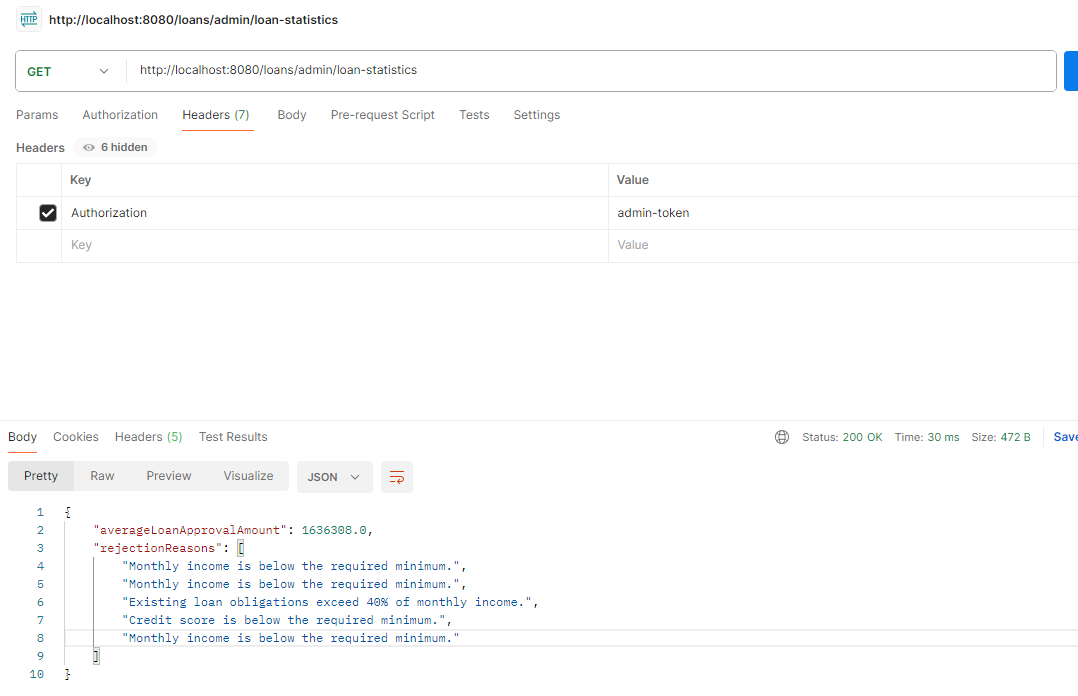 HTTP http://localhost:8080/loans/admin/loan-statistics
GET http://localhost:8080/loans/admin/loan-statistics
Params Authorization Headers (7) Body Pre-request Script Tests Settings
Headers 6 hidden
Key Value
Authorization admin-token
Key Value
Body Cookies Headers (5) Test Results Status: 200 OK Time: 30 ms Size: 472 B Save
Pretty Raw Preview Visualize JSON
1 {
2 "averageLoanApprovalAmount": 1636308.0,
3 "rejectionReasons": [
4 "Monthly income is below the required minimum.",
5 "Monthly income is below the required minimum.",
6 "Existing loan obligations exceed 40% of monthly income.",
7 "Credit score is below the required minimum.",
8 "Monthly income is below the required minimum."
9 ]
10 }